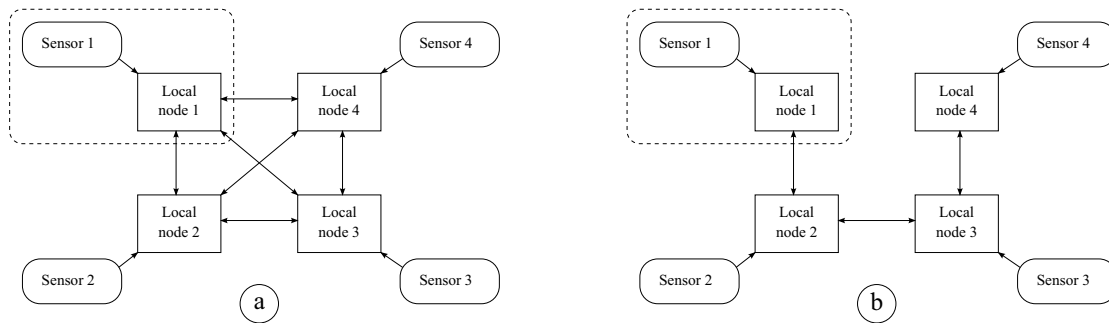 Sensor 1
Sensor 4
Local
node 1
Local
node 4
Local
node 2
Local
node 3
Sensor 2
Sensor 3
a
Sensor 1
Sensor 4
Local
node 1
Local
node 4
Local
node 2
Local
node 3
Sensor 2
Sensor 3
b